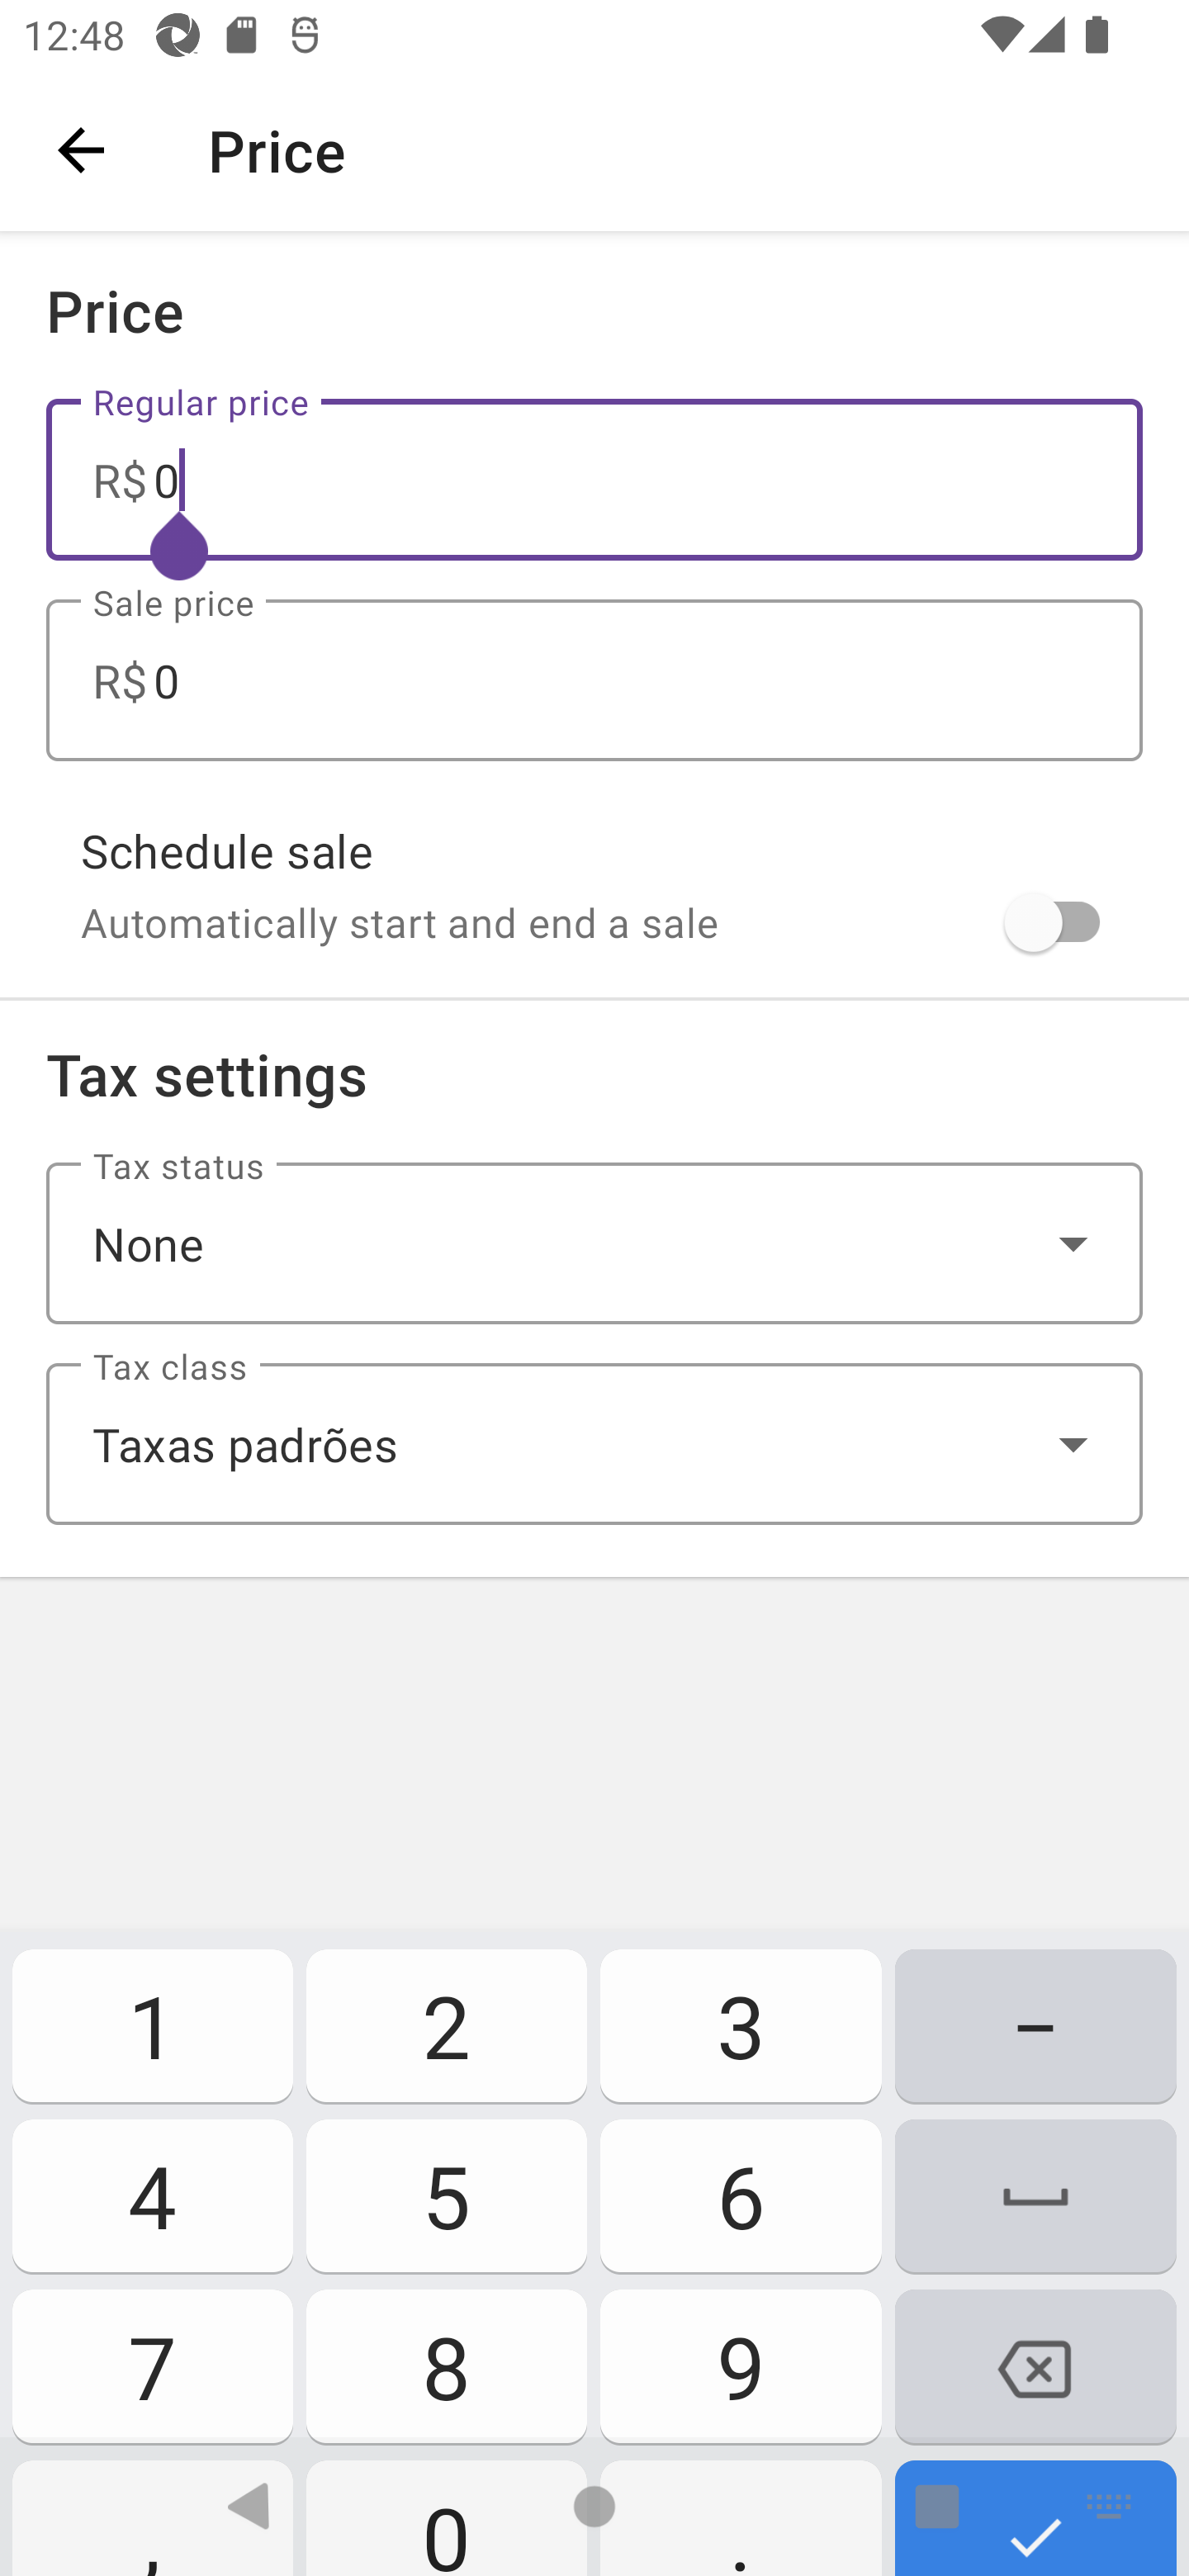 12:48
Price
Price
Regular price
R$ 0
Sale price
R$ 0
Schedule sale
Automatically start and end a sale
Tax settings
Tax status
None
Tax class
Taxas padrões
1 2 3 –
4 5 6
7 8 9
, 0 .